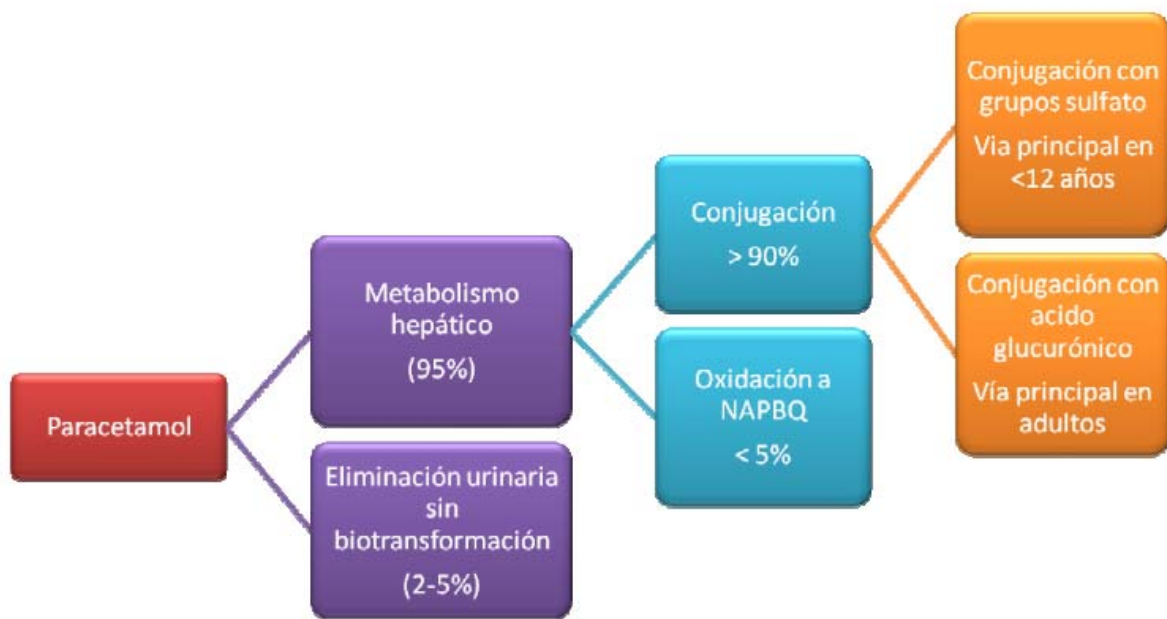 Paracetamol
Metabolismo
hepático
(95%)
Eliminación urinaria
sin
biotransformación
(2-5%)
Conjugación
> 90%
Oxidación a
NAPBQ
< 5%
Conjugación con
grupos sulfato
Via principal en
<12 años
Conjugación con
acido
glucurónico
Vía principal en
adultos